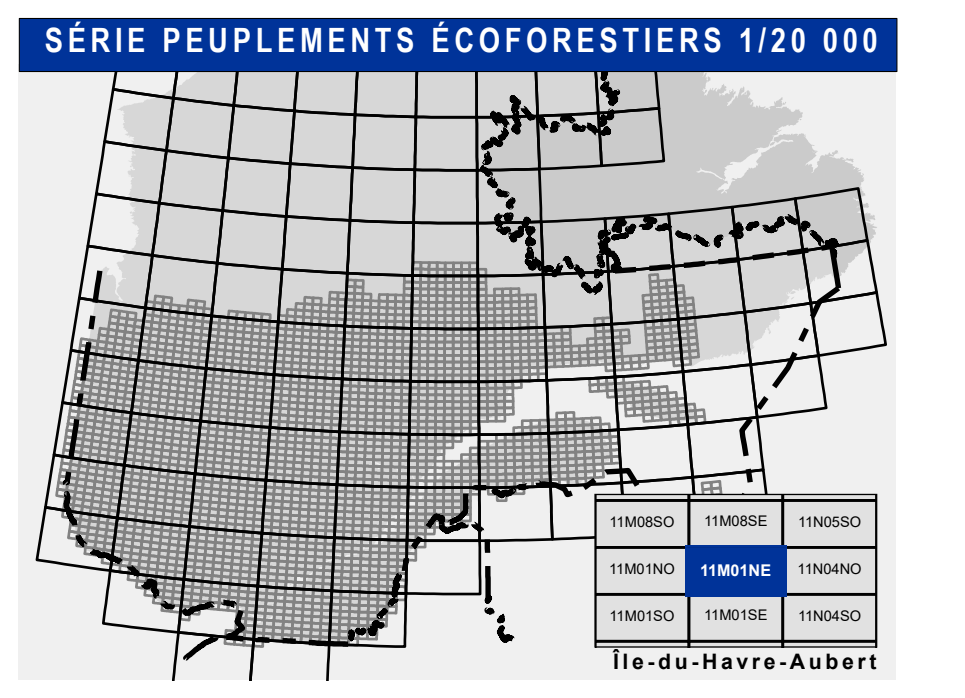 SÉRIE PEUPLEMENTS ÉCOFORESTIERS 1/20 000
11M08SO 11M08SE 11N05SO
11M01NO 11M01NE 11N04NO
11M01SO 11M01SE 11N04SO
Île-du-Havre-Aubert